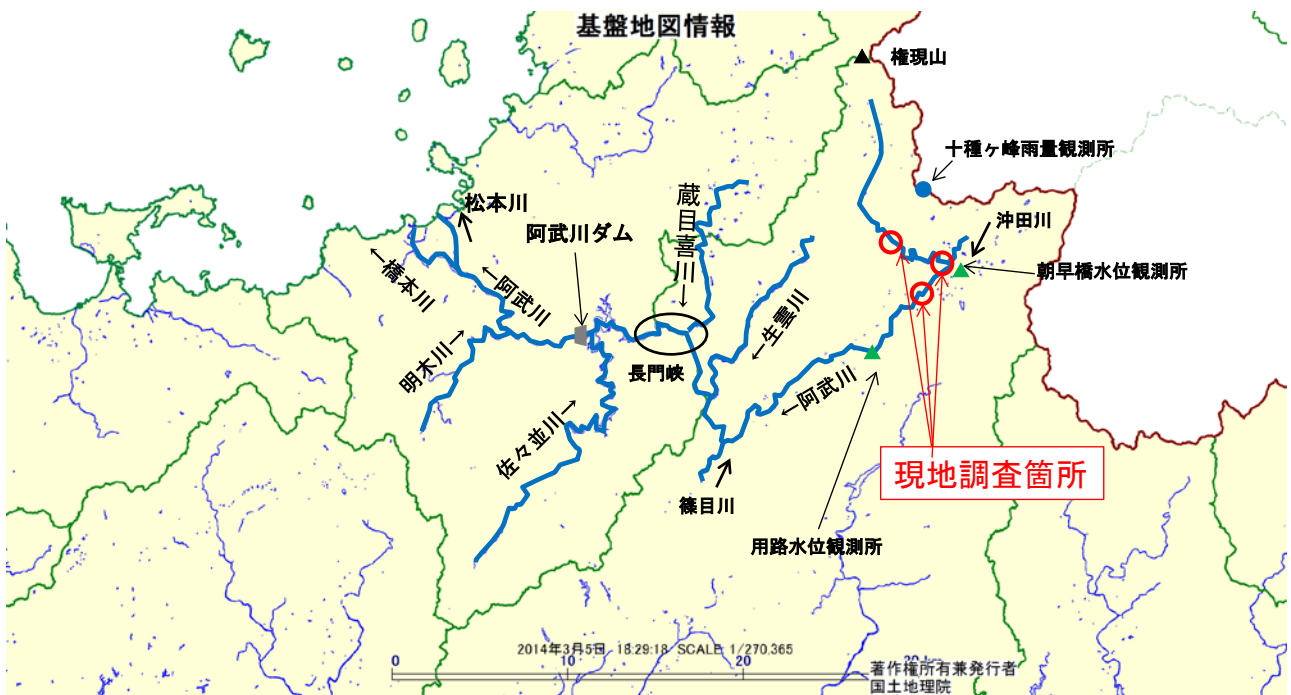 基盤地図情報
権現山
十種ヶ峰雨量観測所
蔵目喜川
↓
松本川
沖田川
阿武川ダム
朝早橋水位観測所
←橋本川
←阿武川
明木川→
←生雲川
長門峡
←阿武川
佐々並川→
現地調査箇所
篠目川
用路水位観測所
2014年3月5日 18:29:18 SCALE 1/270,365
0 10 20
著作権所有兼発行者
国土地理院